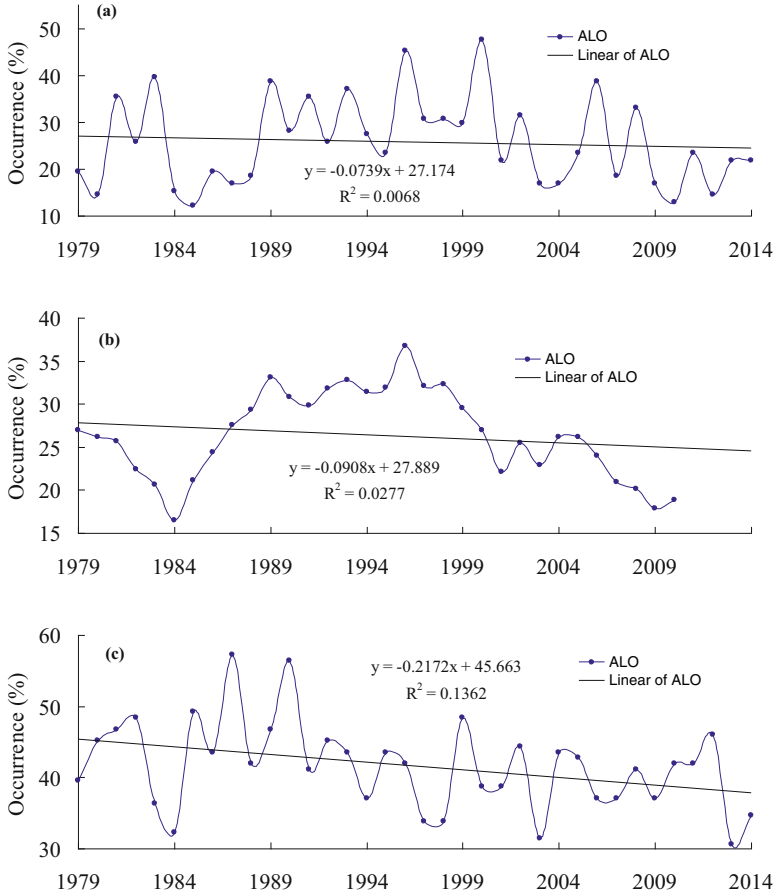 (a)
ALO
Linear of ALO
Occurrence (%)
50
40
30
20
10
y = -0.0739x + 27.174
R² = 0.0068
1979 1984 1989 1994 1999 2004 2009 2014
(b)
ALO
Linear of ALO
Occurrence (%)
40
35
30
25
20
15
y = -0.0908x + 27.889
R² = 0.0277
1979 1984 1989 1994 1999 2004 2009
(c)
ALO
Linear of ALO
Occurrence (%)
60
50
40
30
y = -0.2172x + 45.663
R² = 0.1362
1979 1984 1989 1994 1999 2004 2009 2014